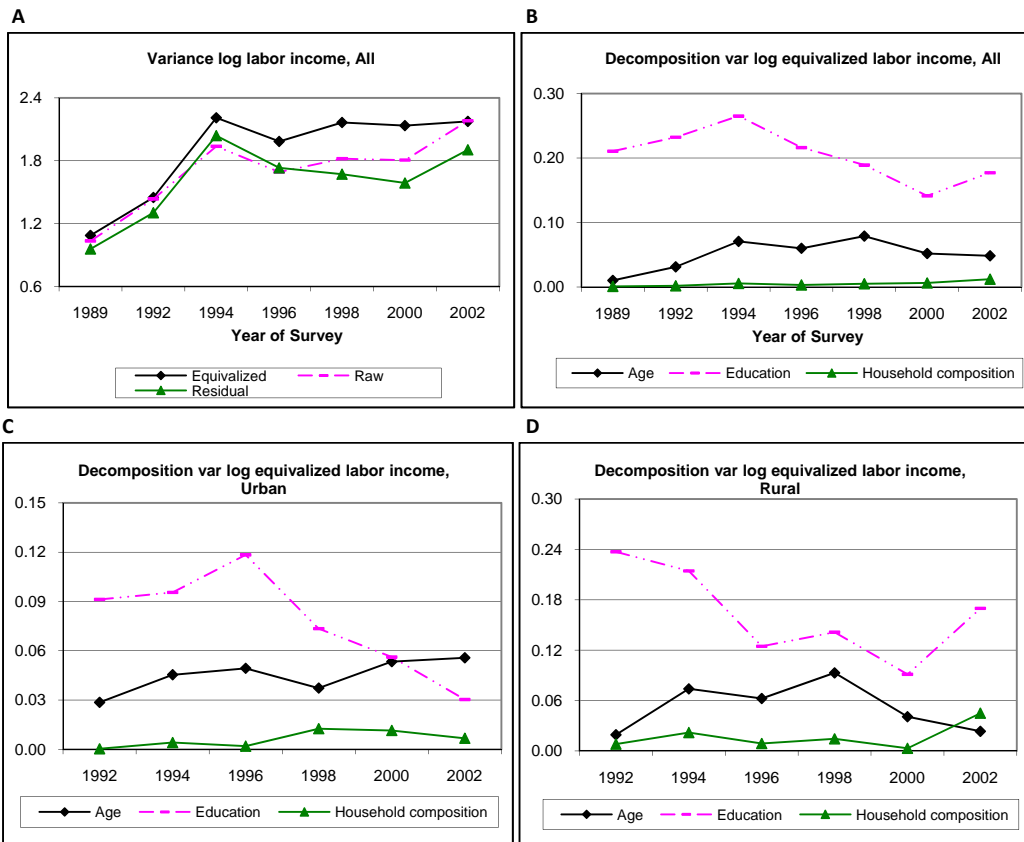 A
Variance log labor income, All
2.4
1.8
1.2
0.6
1989 1992 1994 1996 1998 2000 2002
Year of Survey
Equivalized Raw
Residual
B
Decomposition var log equivalized labor income, All
0.30
0.20
0.10
0.00
1989 1992 1994 1996 1998 2000 2002
Year of Survey
Age Education Household composition
C
Decomposition var log equivalized labor income,
Urban
0.15
0.12
0.09
0.06
0.03
0.00
1992 1994 1996 1998 2000 2002
Age Education Household composition
D
Decomposition var log equivalized labor income,
Rural
0.30
0.24
0.18
0.12
0.06
0.00
1992 1994 1996 1998 2000 2002
Age Education Household composition